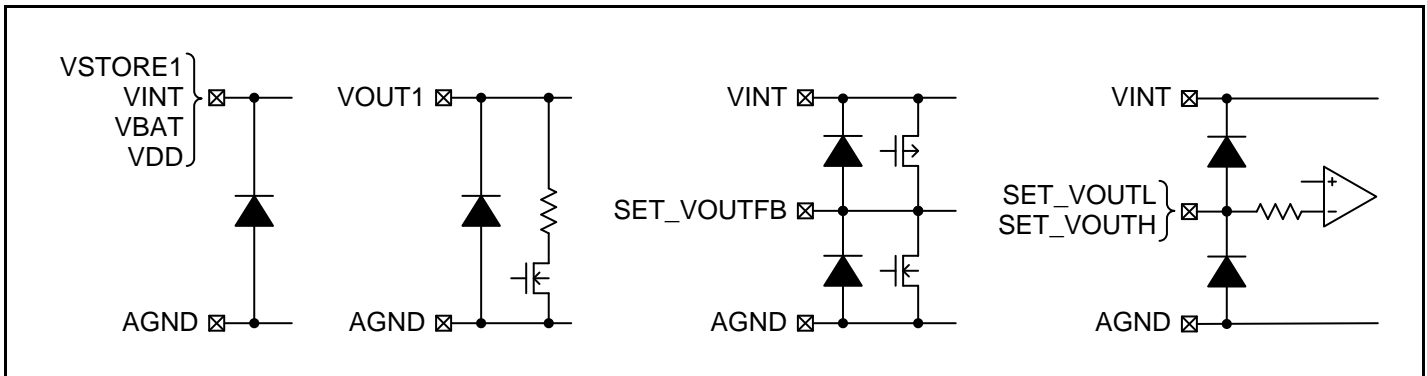 VSTORE1
VINT
VBAT
VDD
AGND
VOUT1
AGND
VINT
SET_VOUTFB
AGND
VINT
SET_VOUTL
SET_VOUTH
+
−
AGND